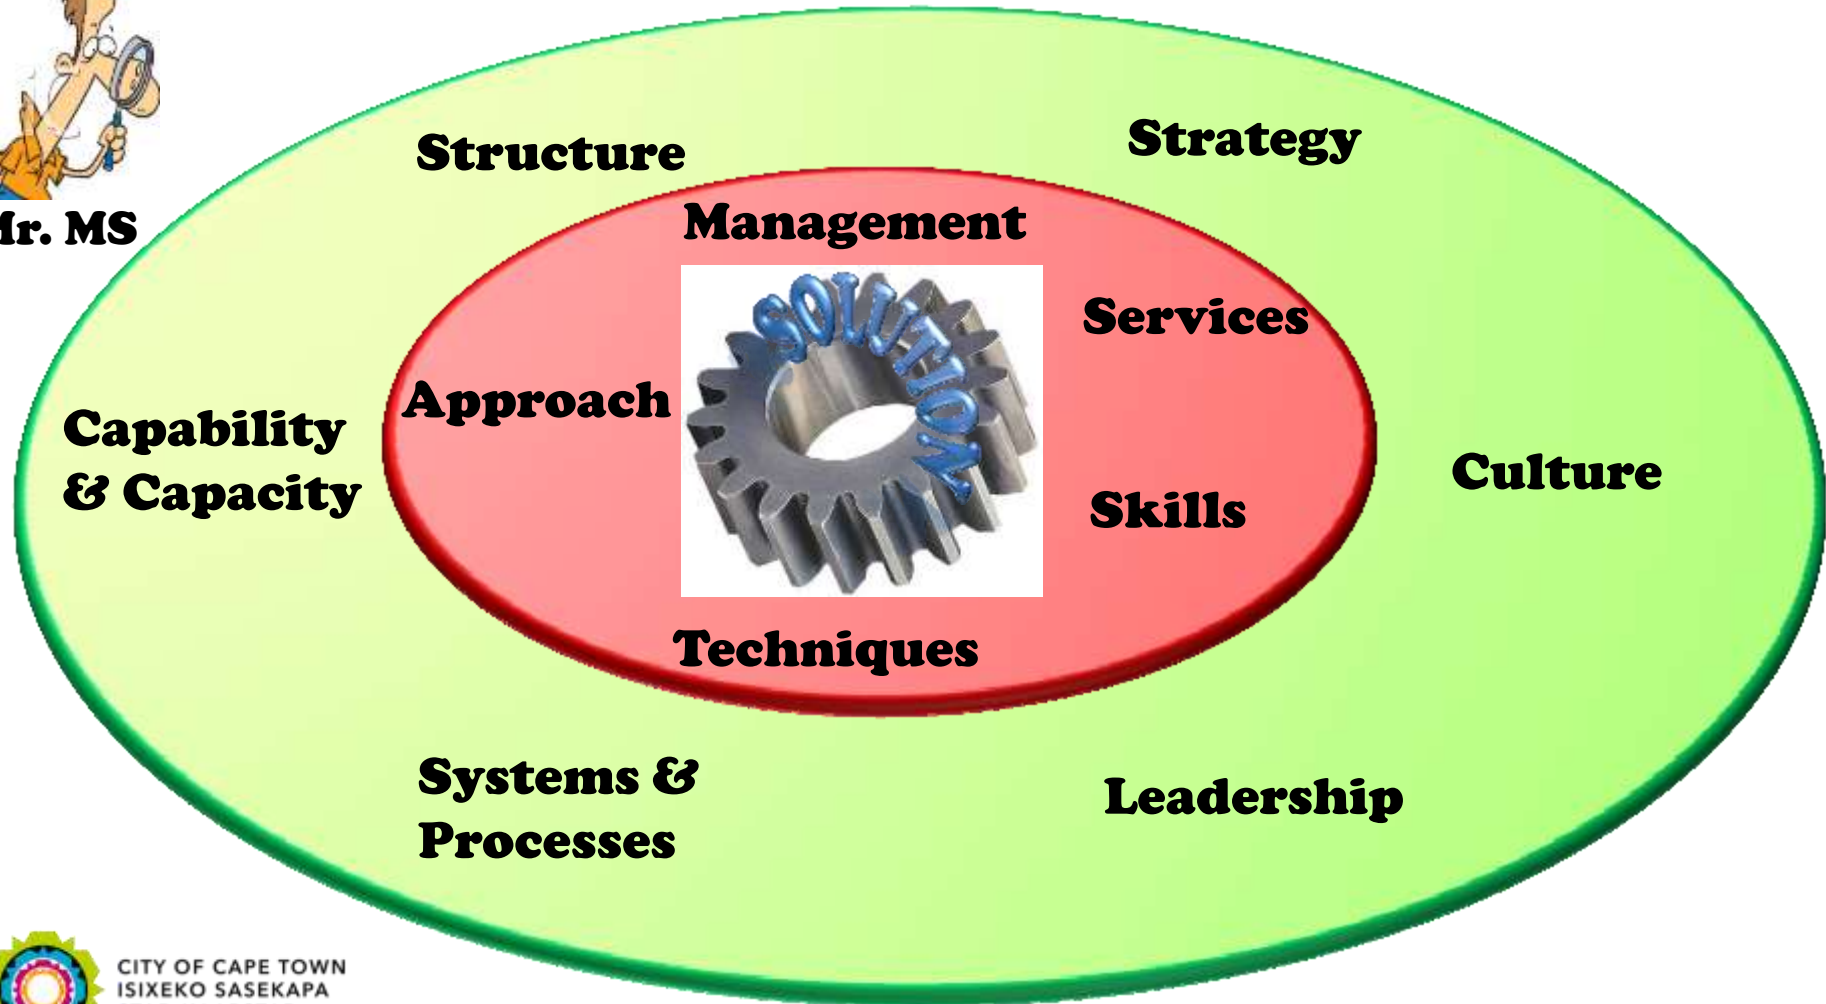 Mr. MS
Structure
Strategy
Management
SOLUTION
Services
Approach
Capability
& Capacity
Culture
Skills
Techniques
Systems &
Processes
Leadership
CITY OF CAPE TOWN
ISIXEKO SASEKAPA